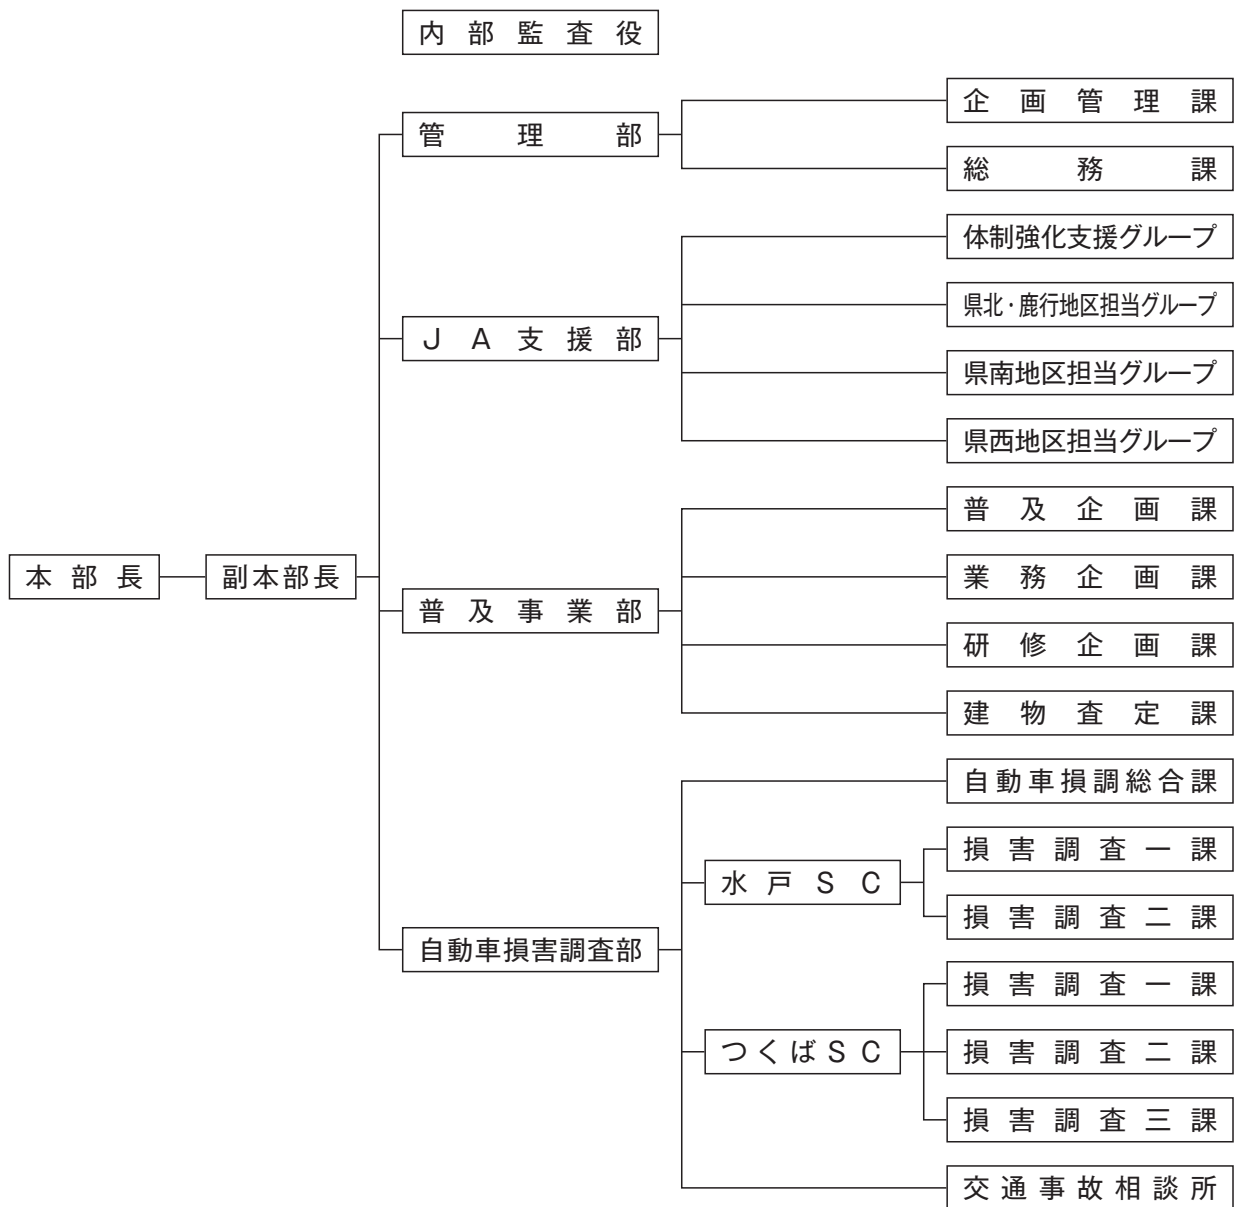 内部監査役
企画管理課
管理部
総務課
体制強化支援グループ
県北・鹿行地区担当グループ
JA支援部
県南地区担当グループ
県西地区担当グループ
普及企画課
本部長
副本部長
業務企画課
普及事業部
研修企画課
建物査定課
自動車損調総合課
損害調査一課
水戸SC
損害調査二課
自動車損害調査部
損害調査一課
つくばSC
損害調査二課
損害調査三課
交通事故相談所